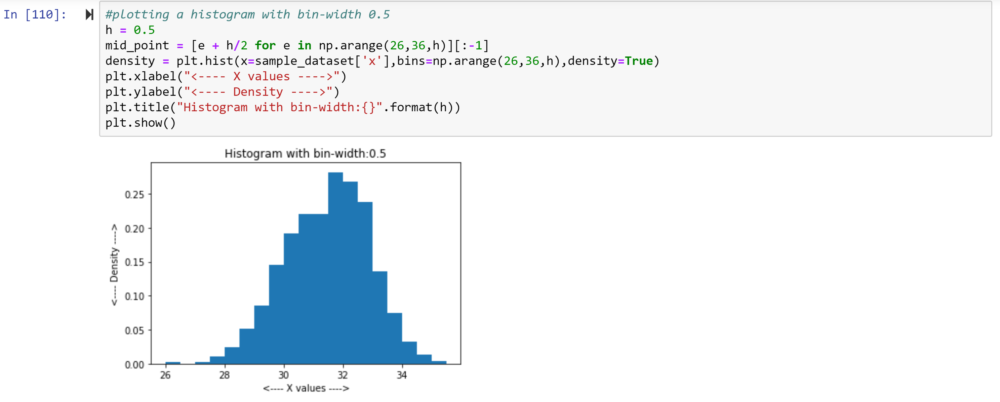 In [110]:
#plotting a histogram with bin-width 0.5
h = 0.5
mid_point = [e + h/2 for e in np.arange(26,36,h)][:-1]
density = plt.hist(x=sample_dataset['x'],bins=np.arange(26,36,h),density=True)
plt.xlabel("<---- X values ---->")
plt.ylabel("<---- Density ---->")
plt.title("Histogram with bin-width:{}".format(h))
plt.show()
Histogram with bin-width:0.5
<---- Density ---->
0.25
0.20
0.15
0.10
0.05
0.00
26 28 30 32 34
<---- X values ---->